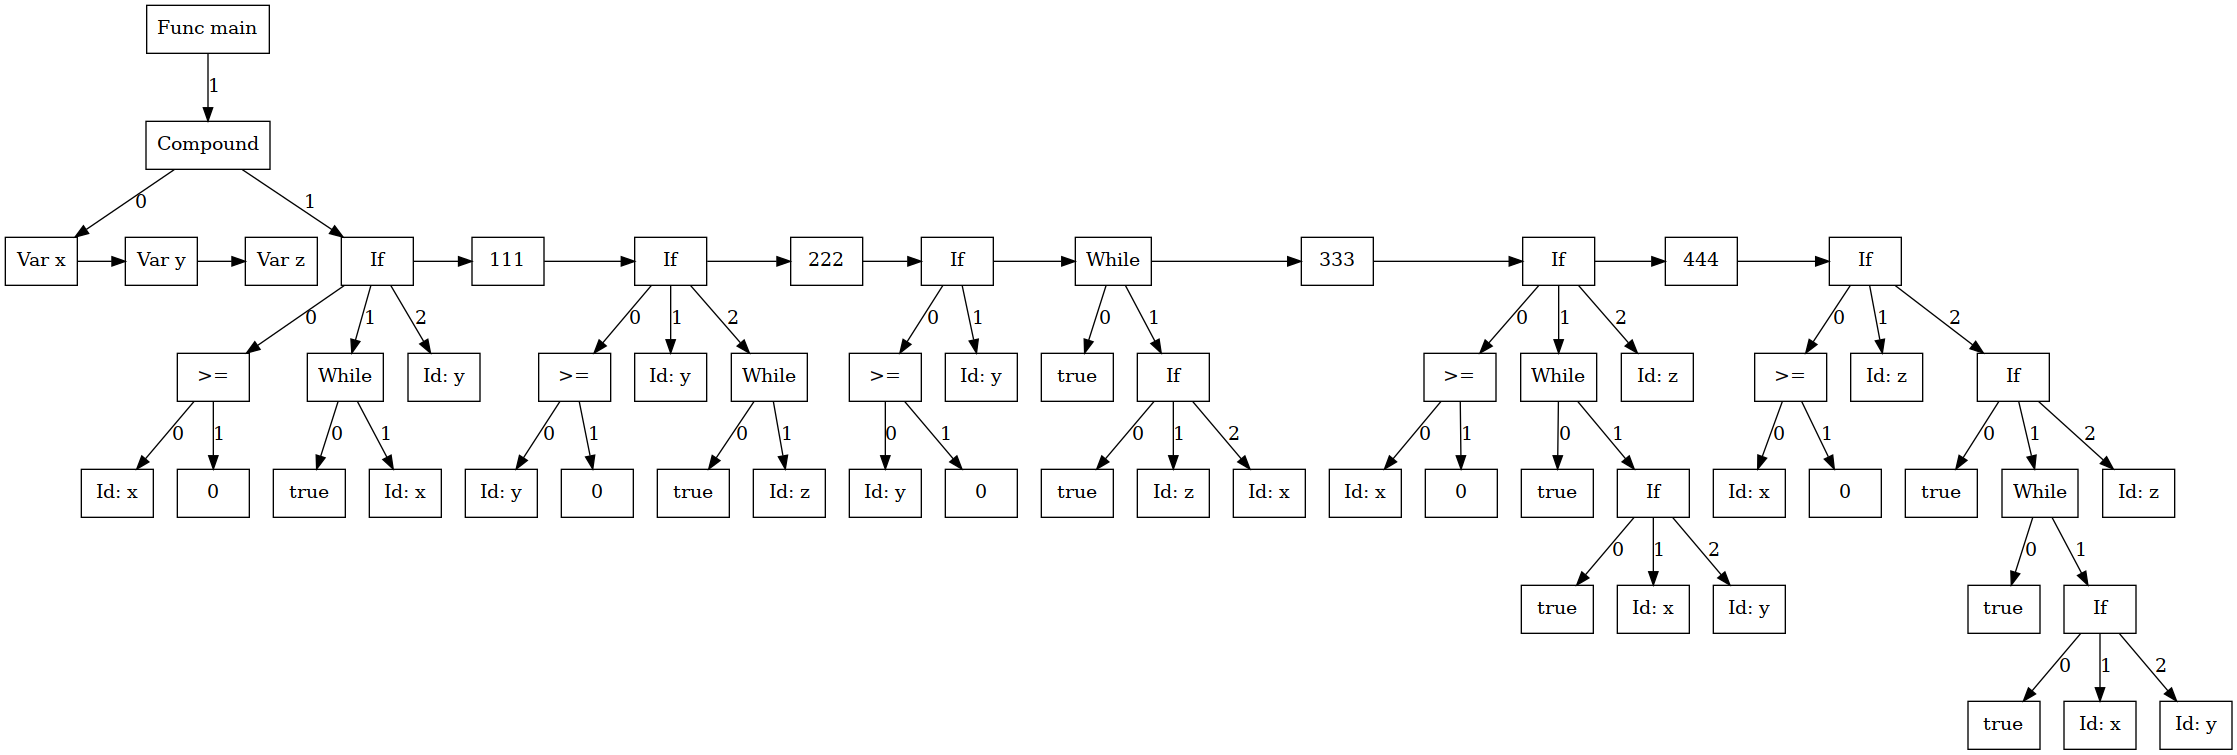 Func main
1
Compound
0 1
Var x Var y Var z If 111 If 222 If While 333 If 444 If
0 1 2 0 1 2 0 1 0 1 0 1 2 0 1 2
>= While Id: y >= Id: y While >= Id: y true If >= While Id: z >= Id: z If
0 1 0 1 0 1 0 1 0 1 0 1 2 0 1 0 1 0 1 0 1 2
Id: x 0 true Id: x Id: y 0 true Id: z Id: y 0 true Id: z Id: x Id: x 0 true If Id: x 0 true While Id: z
0 1 2 0 1
true Id: x Id: y true If
0 1 2
true Id: x Id: y